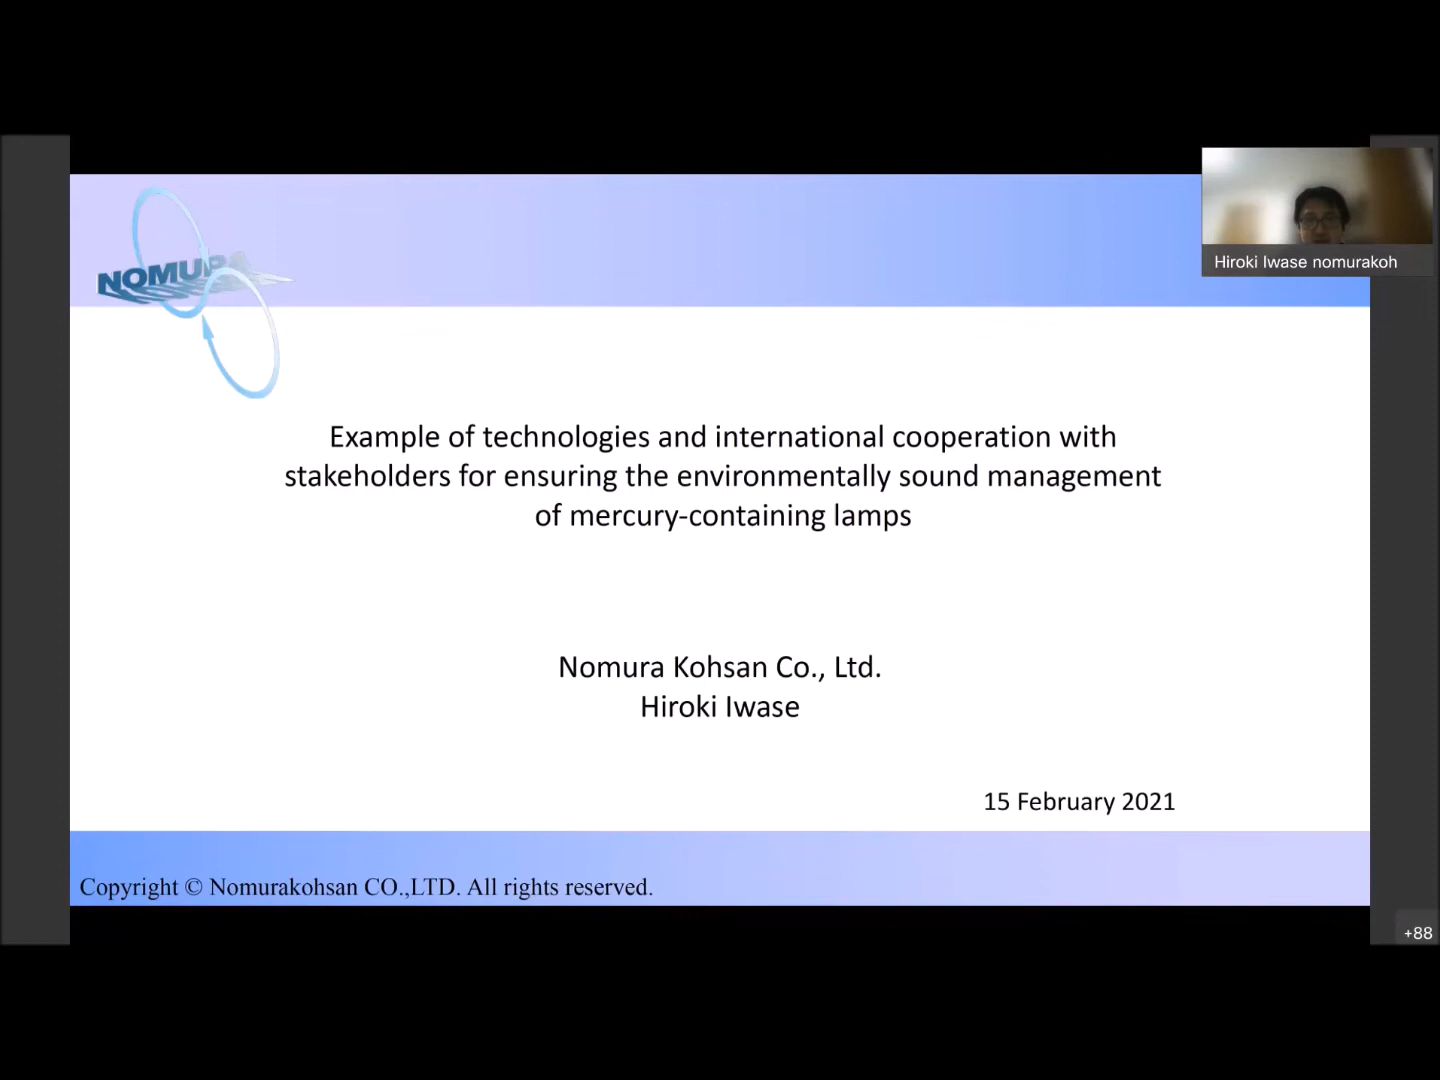 NOMURA
Hiroki Iwase nomurakoh
Example of technologies and international cooperation with
stakeholders for ensuring the environmentally sound management
of mercury-containing lamps
Nomura Kohsan Co., Ltd.
Hiroki Iwase
15 February 2021
Copyright © Nomurakohsan CO.,LTD. All rights reserved.
+88